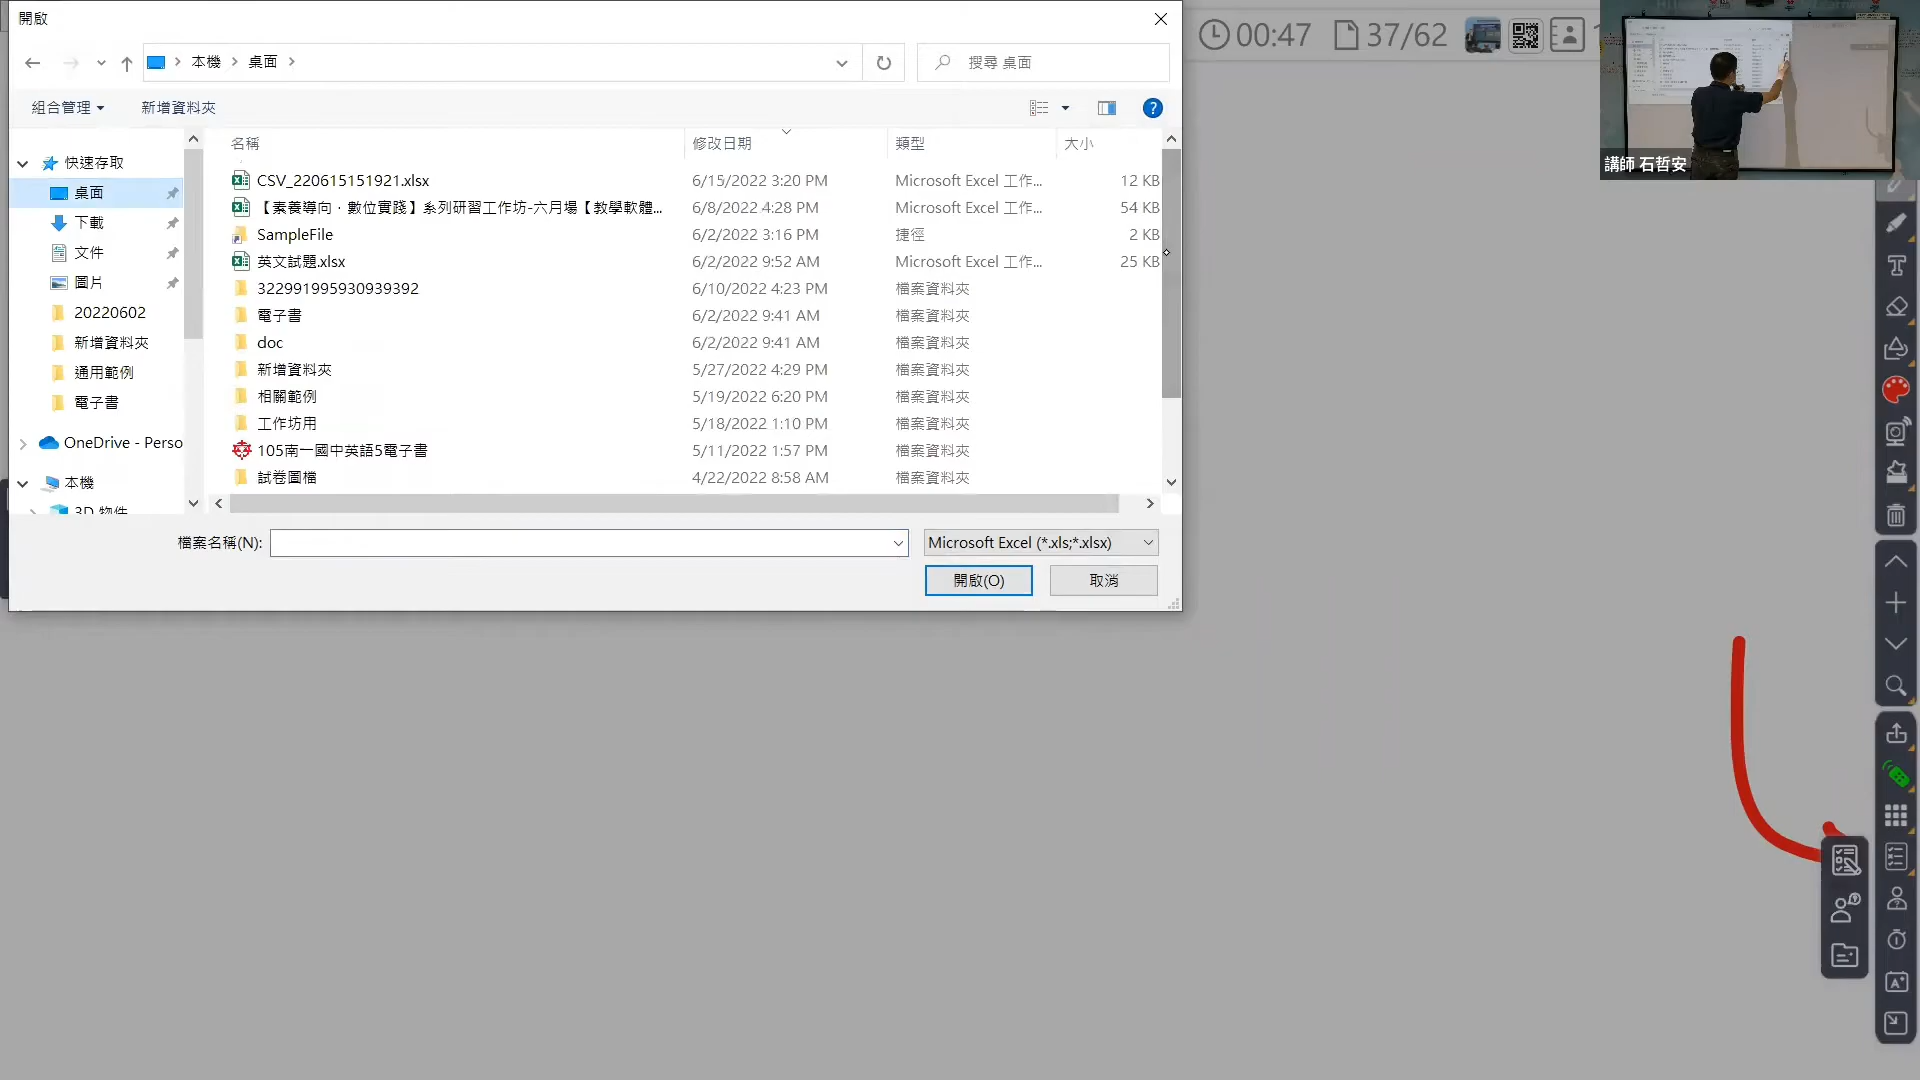 開啟
00:47
37/62
本機
桌面
搜尋 桌面
組合管理
新增資料夾
名稱
修改日期
類型
大小
快速存取
桌面
下載
文件
圖片
20220602
新增資料夾
通用範例
電子書
OneDrive - Perso
本機
3D 物件
CSV_220615151921.xlsx 6/15/2022 3:20 PM Microsoft Excel 工作... 12 KB
【素養導向．數位實踐】系列研習工作坊-六月場【教學軟體... 6/8/2022 4:28 PM Microsoft Excel 工作... 54 KB
SampleFile 6/2/2022 3:16 PM 捷徑 2 KB
英文試題.xlsx 6/2/2022 9:52 AM Microsoft Excel 工作... 25 KB
322991995930939392 6/10/2022 4:23 PM 檔案資料夾
電子書 6/2/2022 9:41 AM 檔案資料夾
doc 6/2/2022 9:41 AM 檔案資料夾
新增資料夾 5/27/2022 4:29 PM 檔案資料夾
相關範例 5/19/2022 6:20 PM 檔案資料夾
工作坊用 5/18/2022 1:10 PM 檔案資料夾
105南一國中英語5電子書 5/11/2022 1:57 PM 檔案資料夾
試卷圖檔 4/22/2022 8:58 AM 檔案資料夾
檔案名稱(N):
Microsoft Excel (*.xls;*.xlsx)
開啟(O)
取消
講師 石哲安